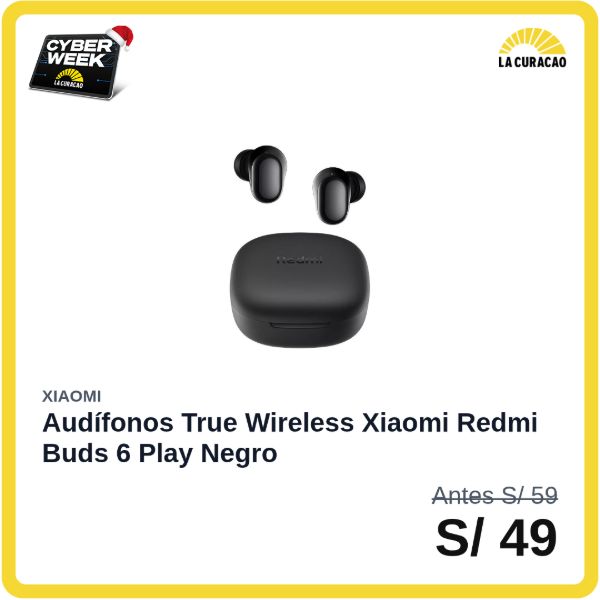 CYBER
WEEK
LA CURACAO
LA CURACAO
Redmi
XIAOMI
Audífonos True Wireless Xiaomi Redmi
Buds 6 Play Negro
Antes S/ 59
S/ 49